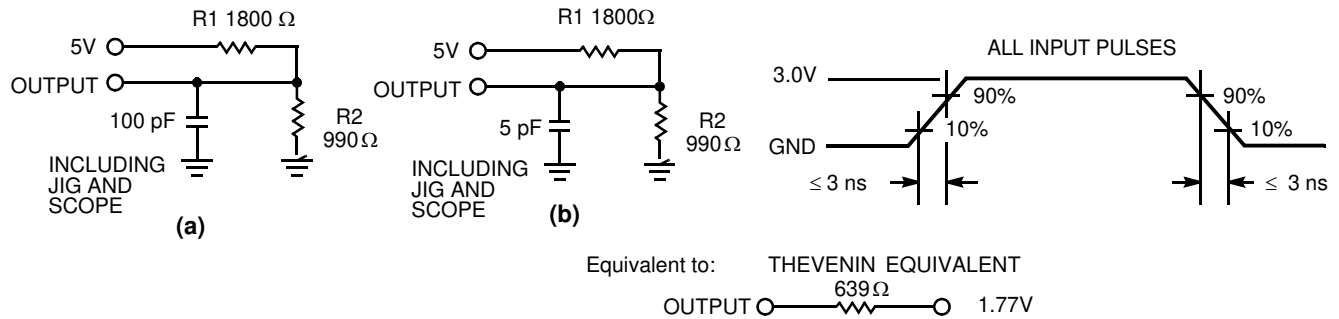 R1 1800 Ω
5V
OUTPUT
100 pF
R2
990Ω
INCLUDING
JIG AND
SCOPE
(a)
R1 1800Ω
5V
OUTPUT
5 pF
R2
990Ω
INCLUDING
JIG AND
SCOPE
(b)
ALL INPUT PULSES
3.0V
90%
90%
10%
10%
GND
≤ 3 ns
≤ 3 ns
Equivalent to: THEVENIN EQUIVALENT
639Ω
OUTPUT 1.77V